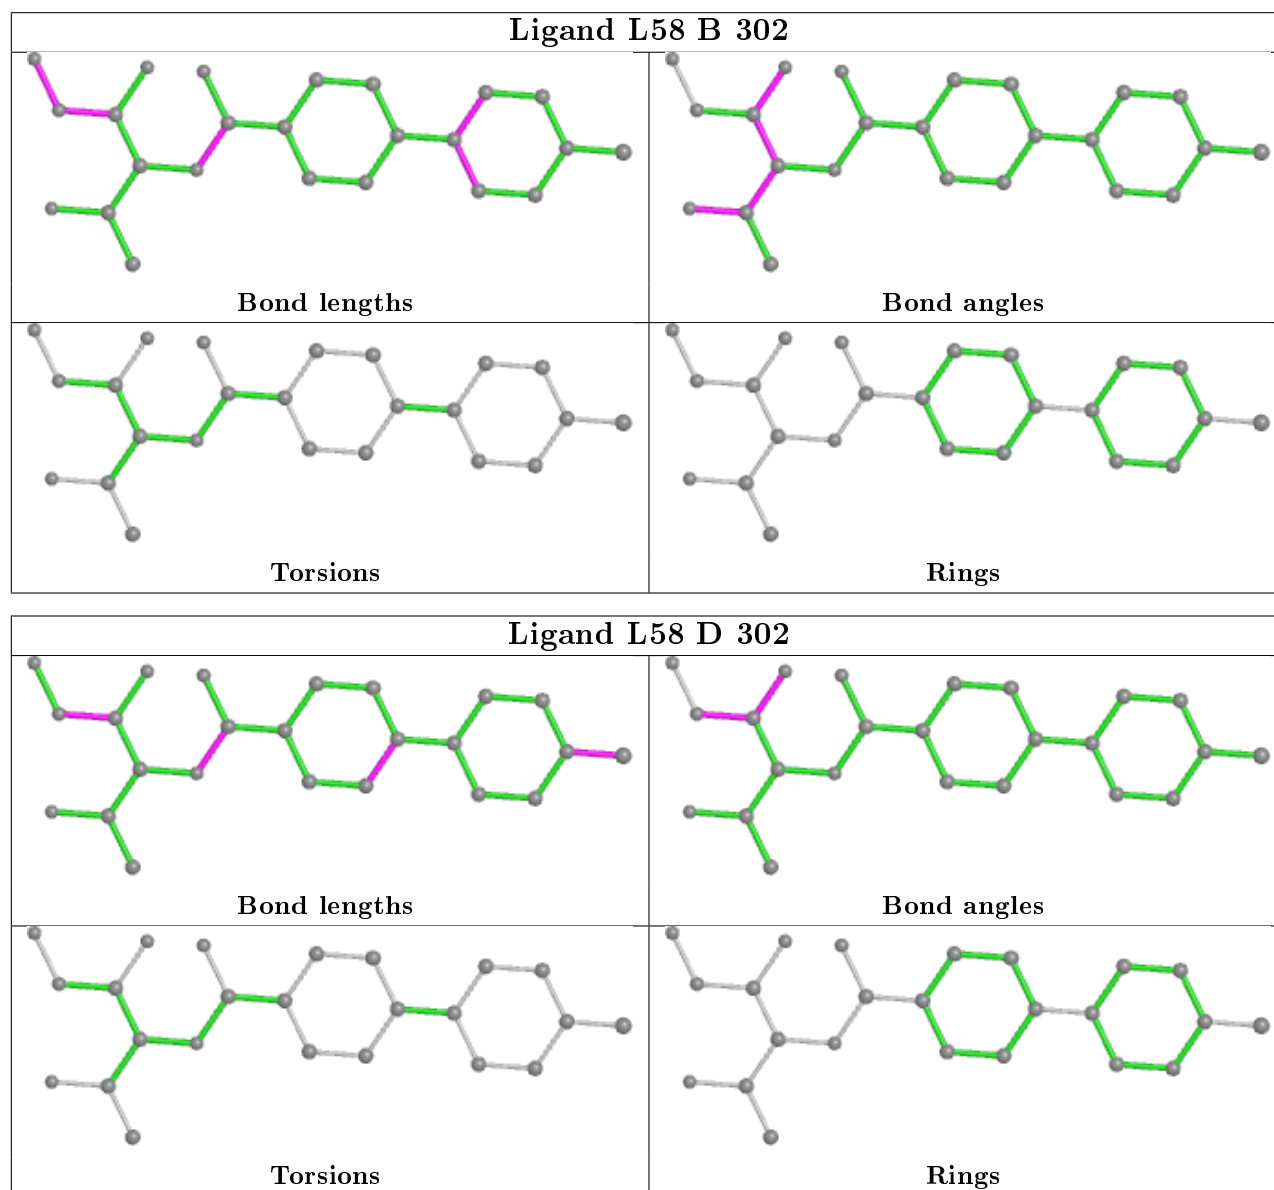 Ligand L58 B 302
Bond lengths
Bond angles
Torsions
Rings
Ligand L58 D 302
Bond lengths
Bond angles
Torsions
Rings